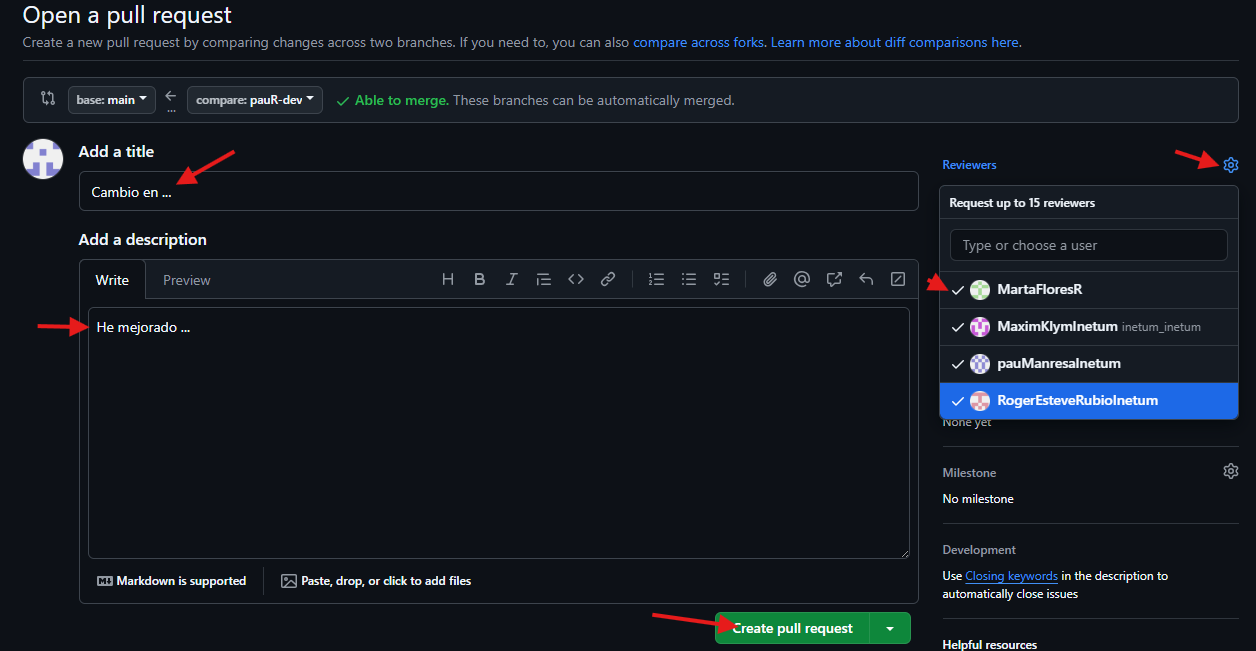 Open a pull request
Create a new pull request by comparing changes across two branches. If you need to, you can also compare across forks. Learn more about diff comparisons here.
base: main
...
compare: pauR-dev
Able to merge. These branches can be automatically merged.
Add a title
Cambio en ...
Add a description
Write
Preview
He mejorado ...
Markdown is supported
Paste, drop, or click to add files
Create pull request
Reviewers
Request up to 15 reviewers
Type or choose a user
MartaFloresR
MaximKlymInetum inetum_inetum
pauManresaInetum
RogerEsteveRubioInetum
None yet
Milestone
No milestone
Development
Use Closing keywords in the description to
automatically close issues
Helpful resources